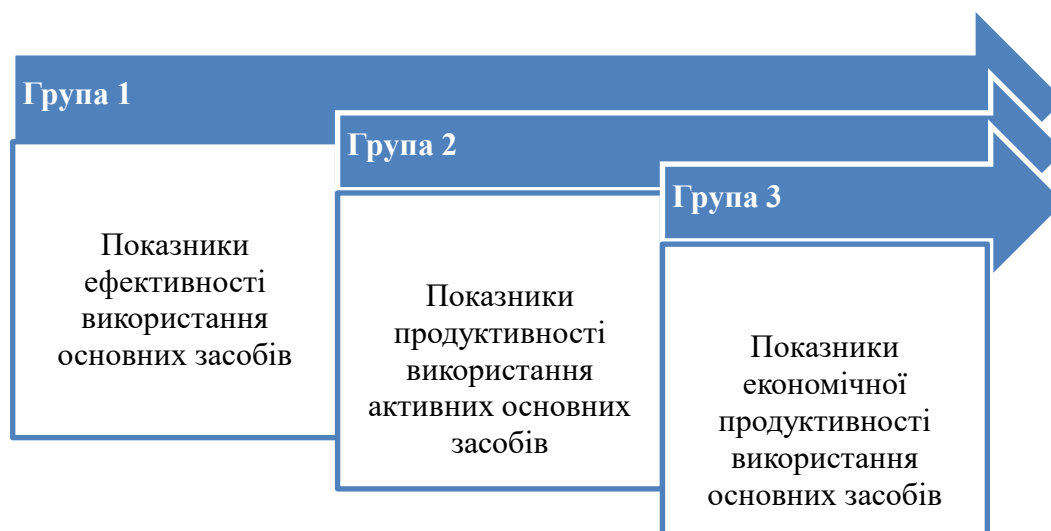 Група 1
Показники
ефективності
використання
основних засобів
Група 2
Показники
продуктивності
використання
активних основних
засобів
Група 3
Показники
економічної
продуктивності
використання
основних засобів